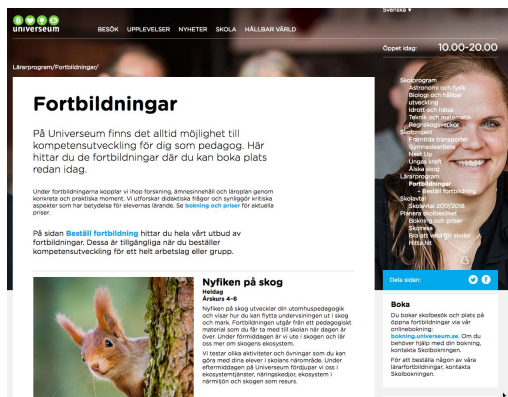 Svenska ▼
universeum
BESÖK UPPLEVELSER NYHETER SKOLA HÅLLBAR VÄRLD
Öppet idag: 10.00-20.00
Lärarprogram/Fortbildningar/
Fortbildningar
På Universeum finns det alltid möjlighet till
kompetensutveckling för dig som pedagog. Här
hittar du de fortbildningar där du kan boka plats
redan idag.
Under fortbildningarna kopplar vi ihop forskning, ämnesinnehåll och läroplan genom
konkreta och praktiska moment. Vi utforskar didaktiska frågor och synliggör kritiska
aspekter som har betydelse för elevernas lärande. Se bokning och priser för aktuella
priser.
På sidan Beställ fortbildning hittar du hela vårt utbud av
fortbildningar. Dessa är tillgängliga när du beställer
kompetensutveckling för ett helt arbetslag eller grupp.
Nyfiken på skog
Heldag
Årskurs 4-6
Nyfiken på skog utvecklar din utomhuspedagogik
och visar hur du kan flytta undervisningen ut i skog
och mark. Fortbildningen utgår från ett pedagogiskt
material som du får ta med till skolan när dagen är
över. Under förmiddagen är vi ute i skogen och lär
oss mer om skogens ekosystem.
Vi testar olika aktiviteter och övningar som du kan
göra med dina elever i skolans närområde. Under
eftermiddagen på Universeum fördjupar vi oss i
ekosystemtjänster, näringskedjor, ekosystem i
närmiljön och skogen som resurs.
Skolprogram
Astronomi och fysik
Biologi och hållbar
utveckling
Idrott och hälsa
Teknik och matematik
Regnskogsveckor
Skolprojekt
Framtida transporter
Gymnasiearbete
Next Up
Ungas kraft
Älska skog
Lärarprogram
Fortbildningar
- Beställ fortbildning
Skolavtal
Skolavtal 2017/2018
Planera skolbesöket
Bokning och priser
Skolresa
Bra att veta för skolor
Hitta hit
Dela sidan:
Boka
Du bokar skolbesök och plats på
öppna fortbildningar via vår
onlinebokning:
bokning.universeum.se. Om du
behöver hjälp med din bokning,
kontakta Skolbokningen.
För att beställa någon av våra
lärarfortbildningar, kontakta
Skolbokningen.